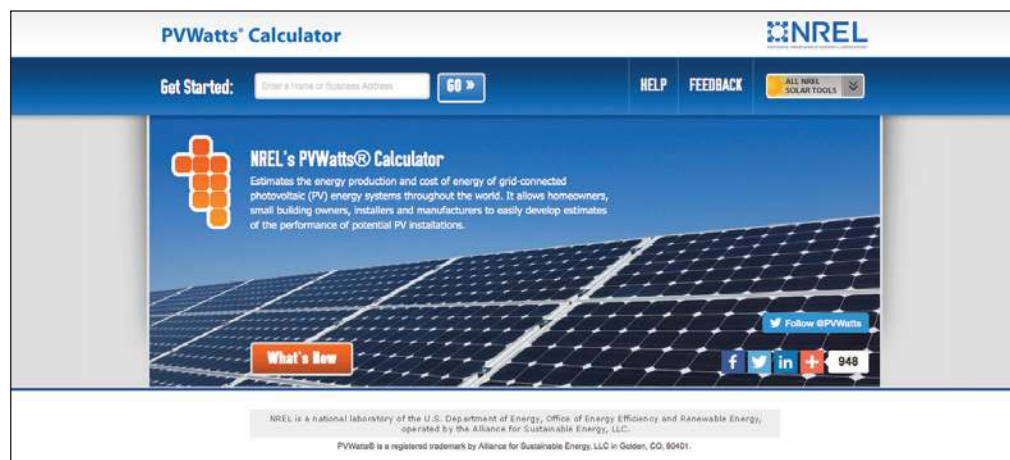 PVWatts® Calculator
NREL
NATIONAL RENEWABLE ENERGY LABORATORY
Get Started:
Enter a Home or Business Address
GO »
HELP
FEEDBACK
ALL NREL
SOLAR TOOLS
NREL's PVWatts® Calculator
Estimates the energy production and cost of energy of grid-connected
photovoltaic (PV) energy systems throughout the world. It allows homeowners,
small building owners, installers and manufacturers to easily develop estimates
of the performance of potential PV installations.
Follow @PVWatts
What's New
f
in
+
948
NREL is a national laboratory of the U.S. Department of Energy, Office of Energy Efficiency and Renewable Energy,
operated by the Alliance for Sustainable Energy, LLC.
PVWatts® is a registered trademark by Alliance for Sustainable Energy, LLC in Golden, CO, 80401.